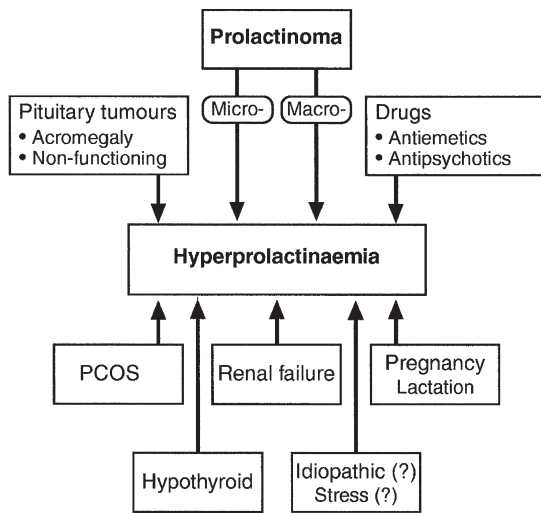 Prolactinoma
Micro-
Macro-
Pituitary tumours
• Acromegaly
• Non-functioning
Drugs
• Antiemetics
• Antipsychotics
Hyperprolactinaemia
PCOS
Renal failure
Pregnancy
Lactation
Hypothyroid
Idiopathic (?)
Stress (?)